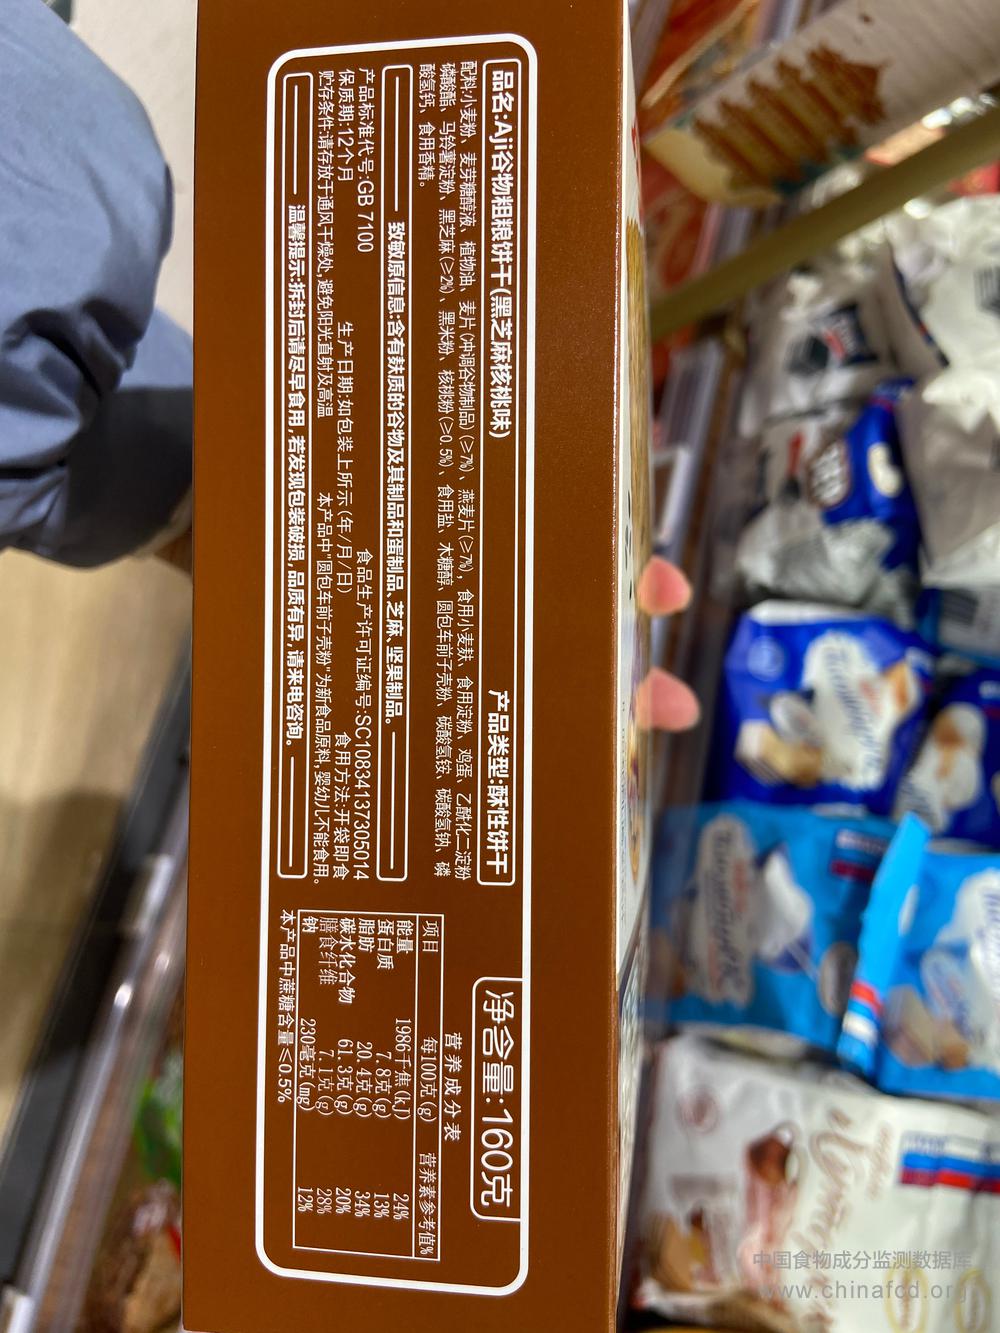 品名:Aji谷物粗粮饼干(黑芝麻核桃味)
产品类型:酥性饼干
配料:小麦粉、麦芽糖醇液、植物油、麦片(冲调谷物制品)(≥7%)、燕麦片(≥7%)、食用小麦麸、食用淀粉、鸡蛋、乙酰化二淀粉
磷酸酯、马铃薯淀粉、黑芝麻(≥2%)、黑米粉、核桃粉(≥0.5%)、食用盐、木糖醇、圆包车前子壳粉、碳酸氢铵、碳酸氢钠、磷
酸氢钙、食用香精。
致敏原信息:含有麸质的谷物及其制品和蛋制品、芝麻、坚果制品。
产品标准代号:GB 7100
食品生产许可证编号:SC10834137305014
保质期:12个月
生产日期:如包装上所示(年/月/日)
食用方法:开袋即食
贮存条件:请存放于通风干燥处,避免阳光直射及高温
本产品中"圆包车前子壳粉"为新食品原料,婴幼儿不能食用。
温馨提示:拆封后请尽早食用,若发现包装破损,品质有异,请来电咨询。
净含量:160克
营养成分表
项目 每100克(g) 营养素参考值%
能量 1986千焦(kJ) 24%
蛋白质 7.8克(g) 13%
脂肪 20.4克(g) 34%
碳水化合物 61.3克(g) 20%
膳食纤维 7.1克(g) 28%
钠 230毫克(mg) 12%
本产品中蔗糖含量≤0.5%
中国食物成分监测数据库
www.chinafcd.org